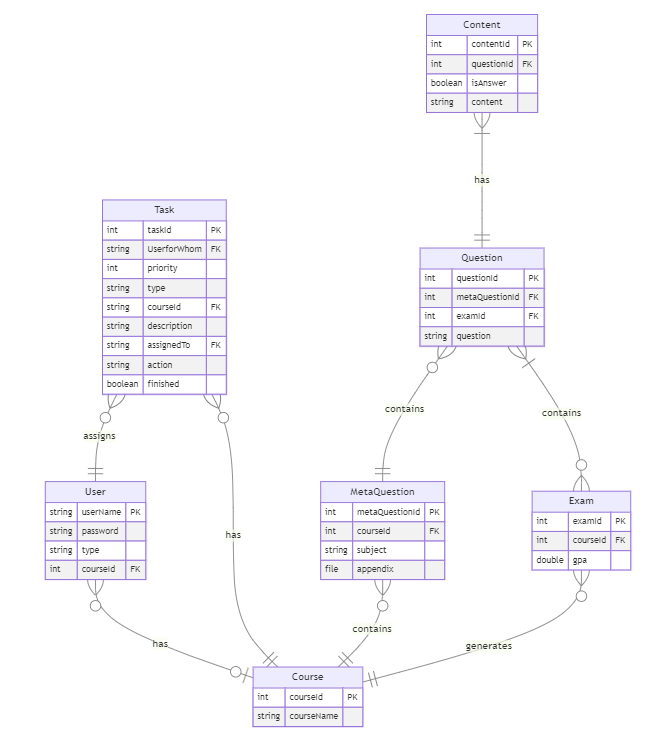 Content
int contentId PK
int questionId FK
boolean isAnswer
string content
has
Task
int taskId PK
string UserforWhom FK
int priority
string type
string courseId FK
string description
string assignedTo FK
string action
boolean finished
Question
int questionId PK
int metaQuestionId FK
int examId FK
string question
contains
contains
assigns
User
string userName PK
string password
string type
int courseId FK
MetaQuestion
int metaQuestionId PK
int courseId FK
string subject
file appendix
Exam
int examId PK
int courseId FK
double gpa
has
contains
has
generates
Course
int courseId PK
string courseName